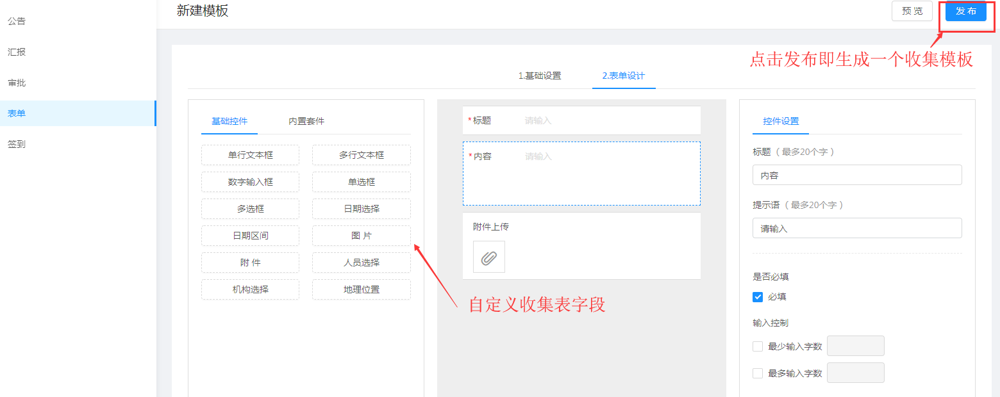 新建模板
预 览
发 布
公告
汇报
审批
表单
签到
点击发布即生成一个收集模板
1.基础设置
2.表单设计
基础控件
内置套件
单行文本框
多行文本框
数字输入框
单选框
多选框
日期选择
日期区间
图 片
附 件
人员选择
机构选择
地理位置
自定义收集表字段
*标题
请输入
*内容
请输入
附件上传
控件设置
标题（ 最多20个字 ）
内容
提示语（ 最多20个字 ）
请输入
是否必填
必填
输入控制
最少输入字数
最多输入字数